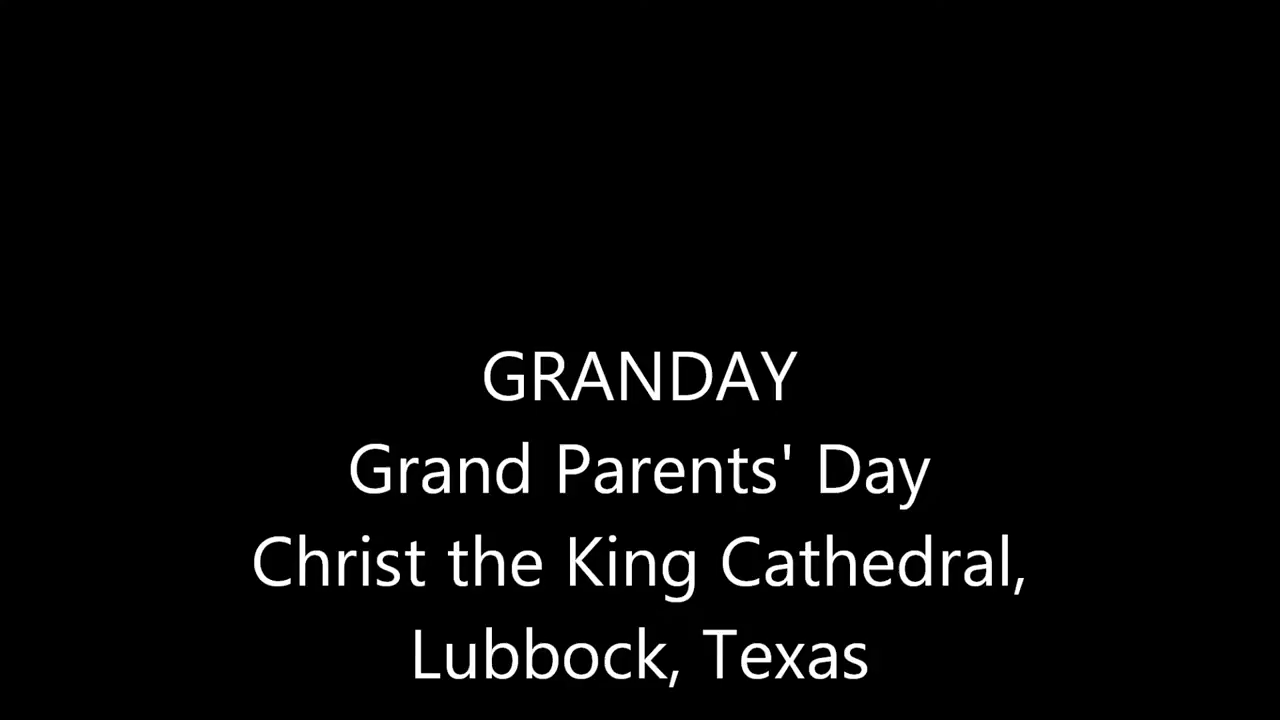 GRANDAY
Grand Parents' Day
Christ the King Cathedral,
Lubbock, Texas